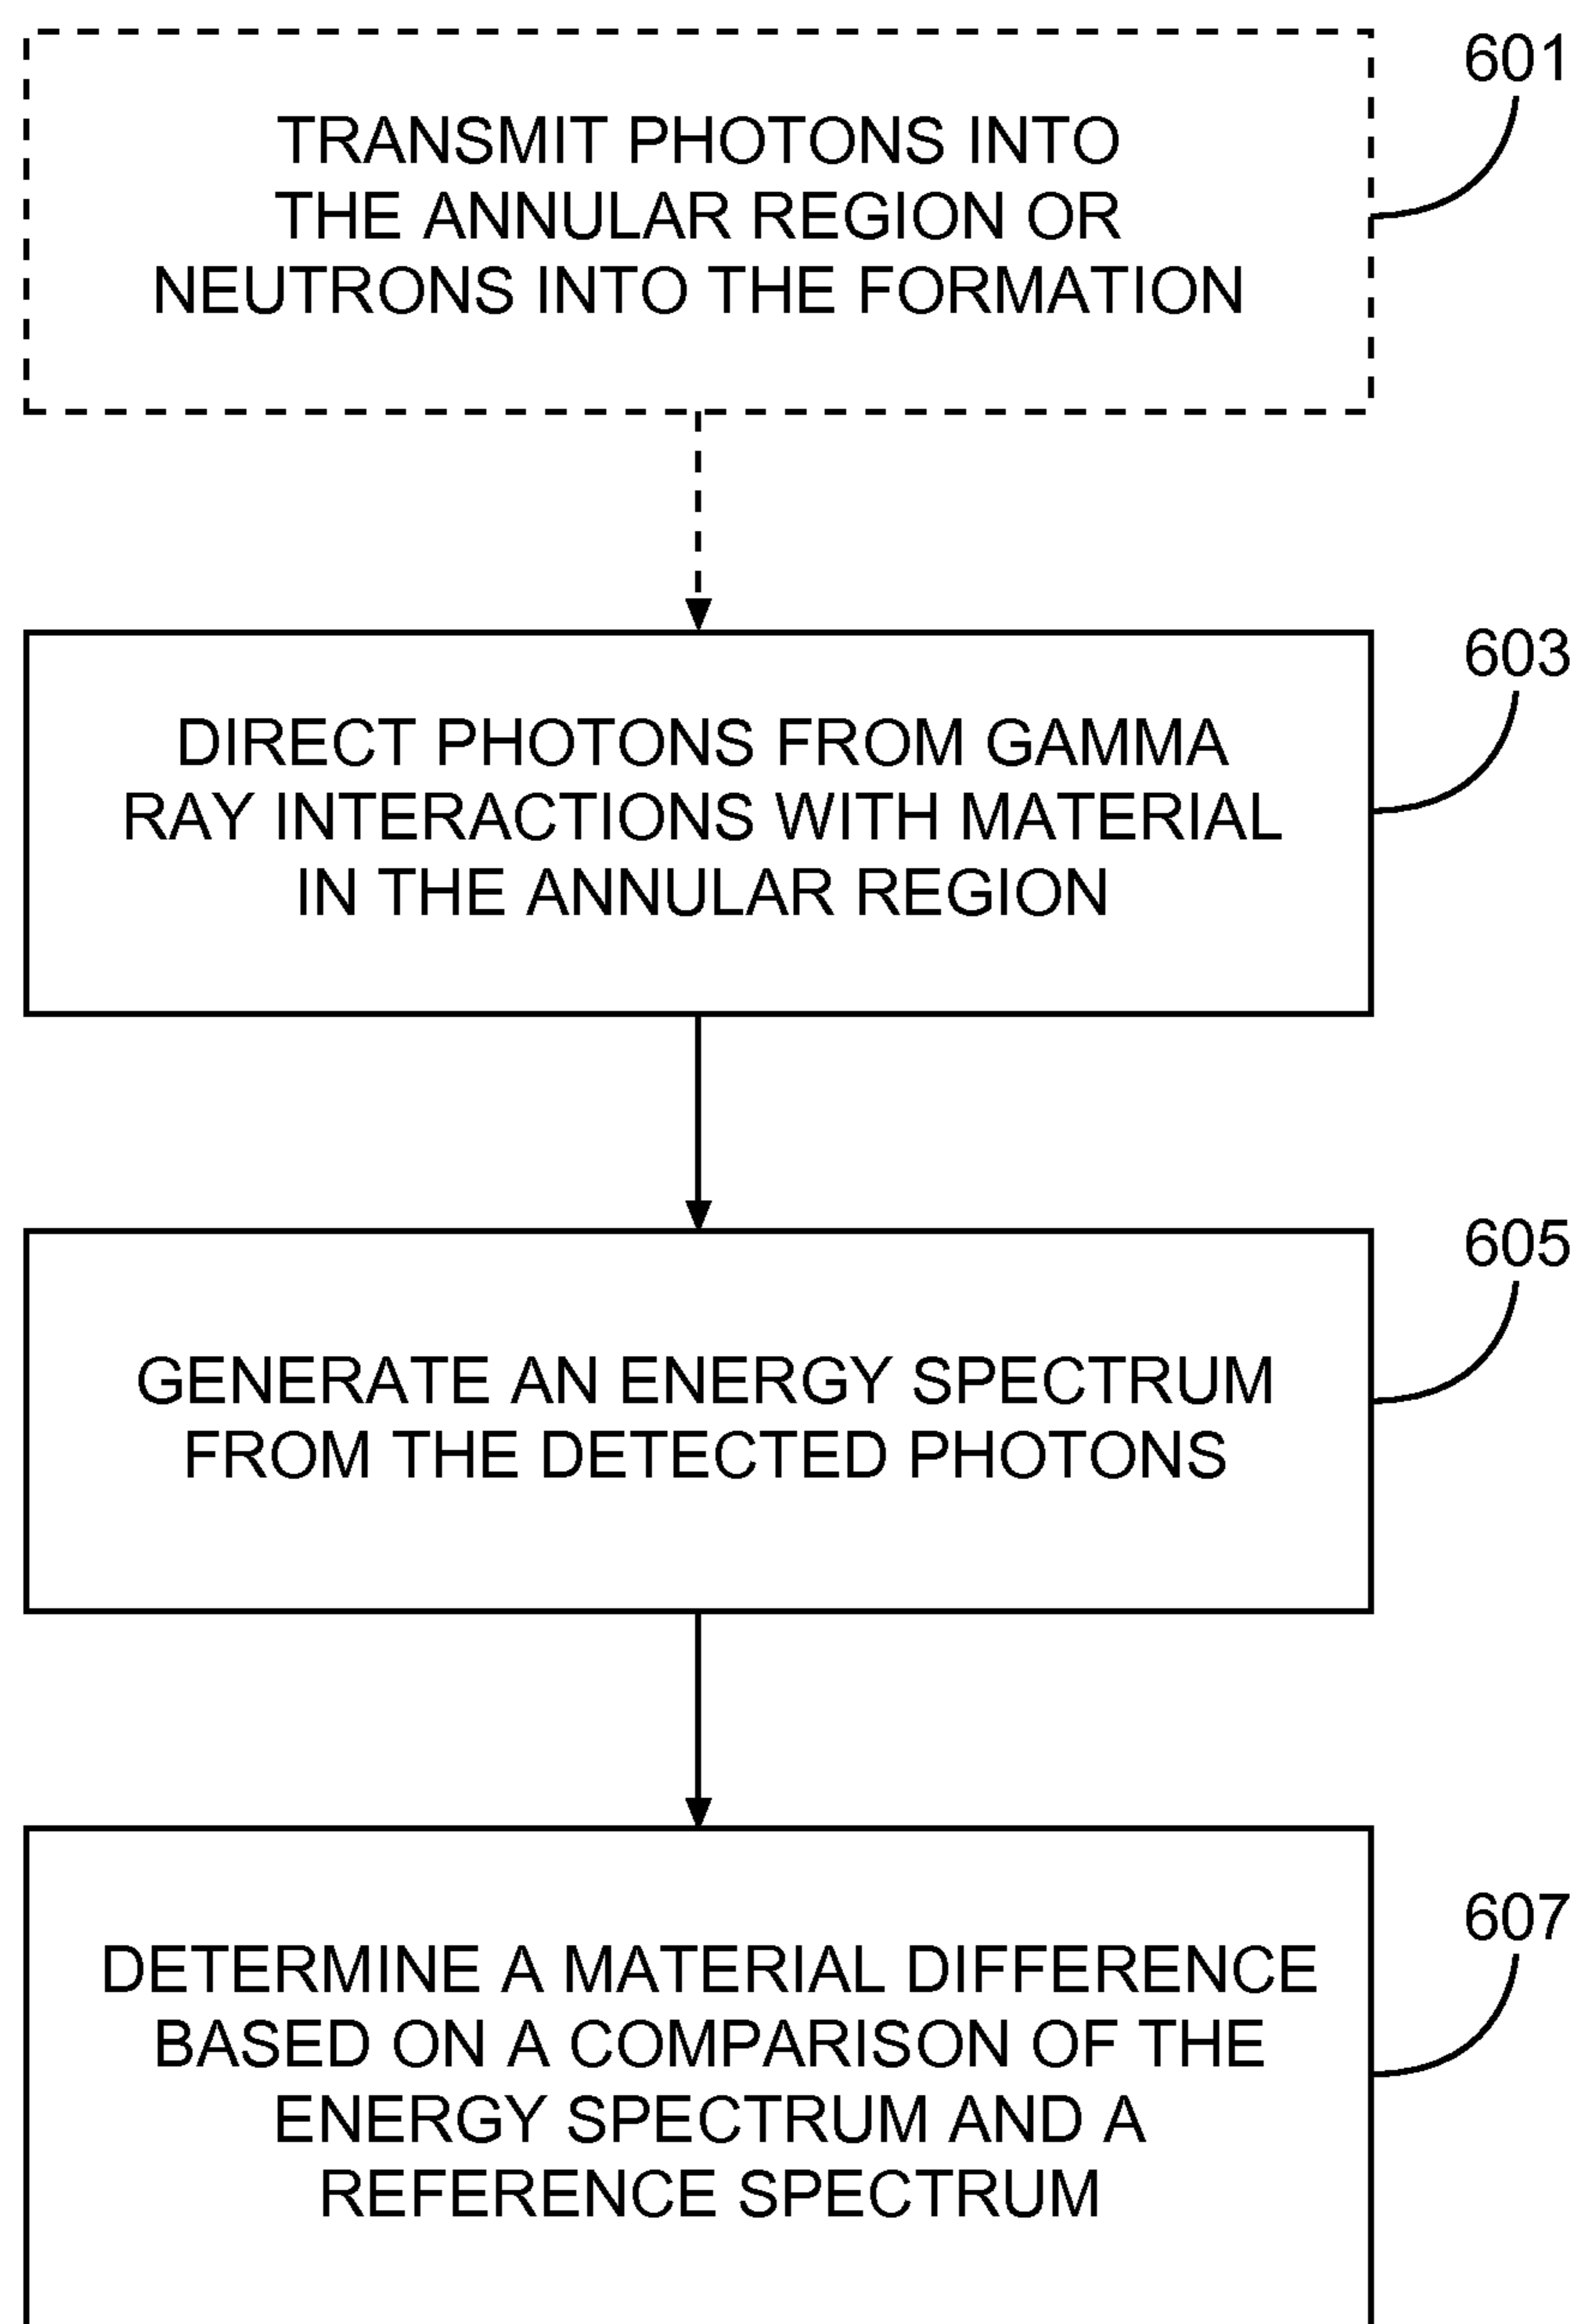 601
TRANSMIT PHOTONS INTO
THE ANNULAR REGION OR
NEUTRONS INTO THE FORMATION
603
DIRECT PHOTONS FROM GAMMA
RAY INTERACTIONS WITH MATERIAL
IN THE ANNULAR REGION
605
GENERATE AN ENERGY SPECTRUM
FROM THE DETECTED PHOTONS
607
DETERMINE A MATERIAL DIFFERENCE
BASED ON A COMPARISON OF THE
ENERGY SPECTRUM AND A
REFERENCE SPECTRUM